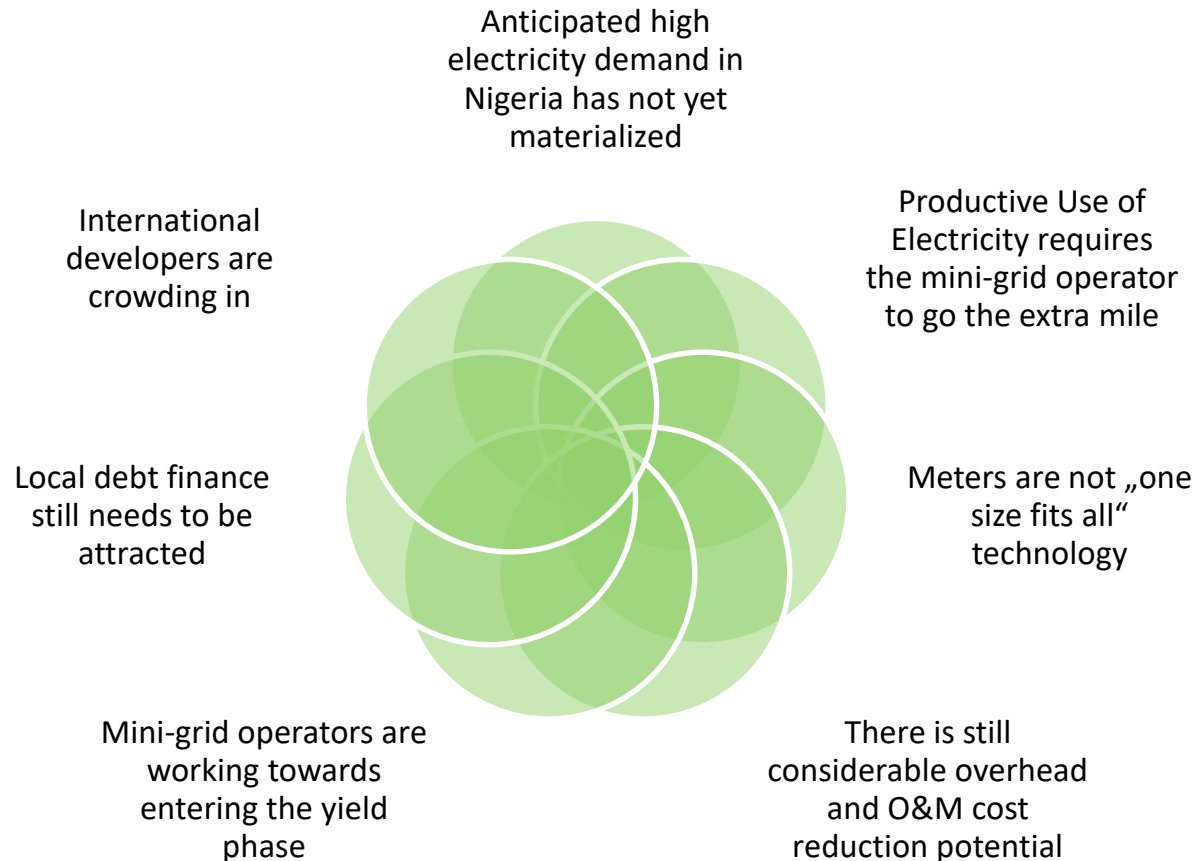 Anticipated high
electricity demand in
Nigeria has not yet
materialized
Productive Use of
Electricity requires
the mini-grid operator
to go the extra mile
Meters are not „one
size fits all“
technology
There is still
considerable overhead
and O&M cost
reduction potential
Mini-grid operators are
working towards
entering the yield
phase
Local debt finance
still needs to be
attracted
International
developers are
crowding in